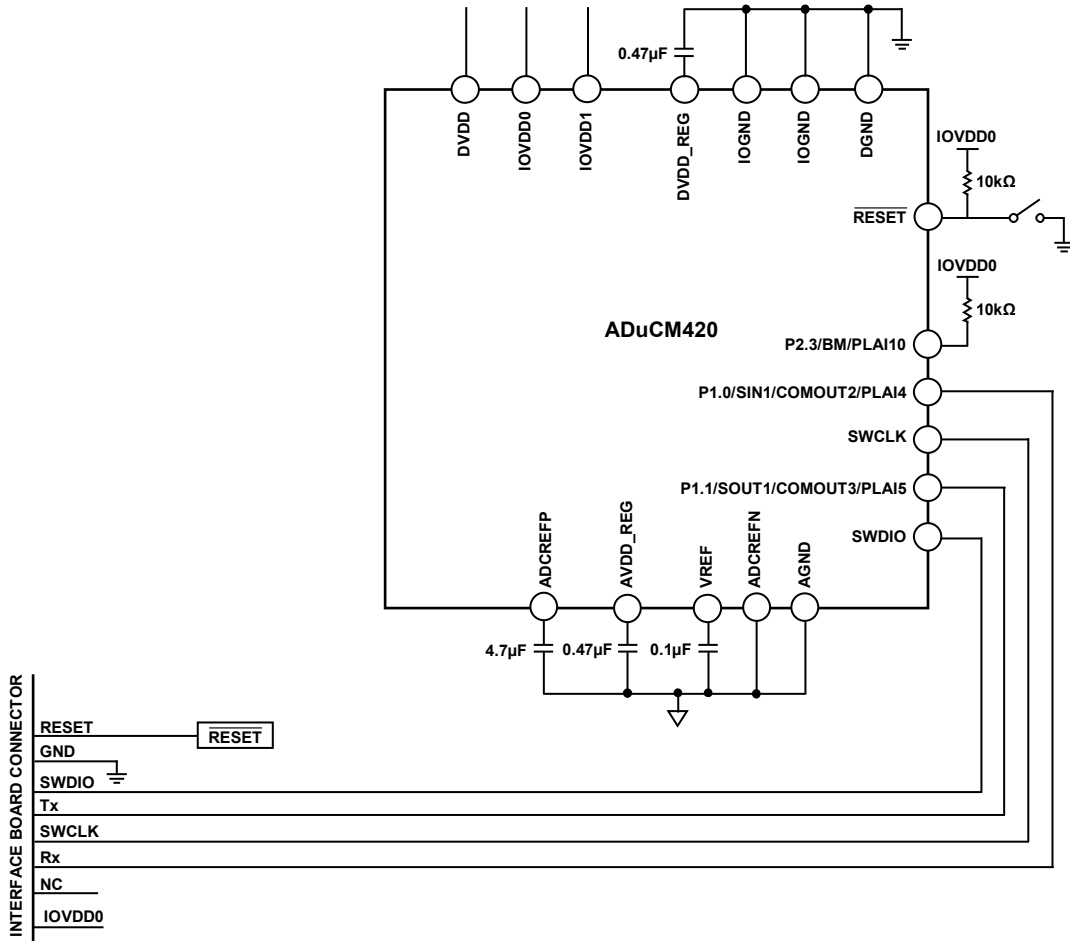 0.47µF
DVDD
IOVDD0
IOVDD1
DVDD_REG
IOGND
IOGND
DGND
IOVDD0
10kΩ
RESET
IOVDD0
10kΩ
ADuCM420
P2.3/BM/PLAI10
P1.0/SIN1/COMOUT2/PLAI4
SWCLK
P1.1/SOUT1/COMOUT3/PLAI5
SWDIO
ADCREFP
AVDD_REG
VREF
ADCREFN
AGND
4.7µF
0.47µF
0.1µF
INTERFACE BOARD CONNECTOR
RESET
RESET
GND
SWDIO
Tx
SWCLK
Rx
NC
IOVDD0